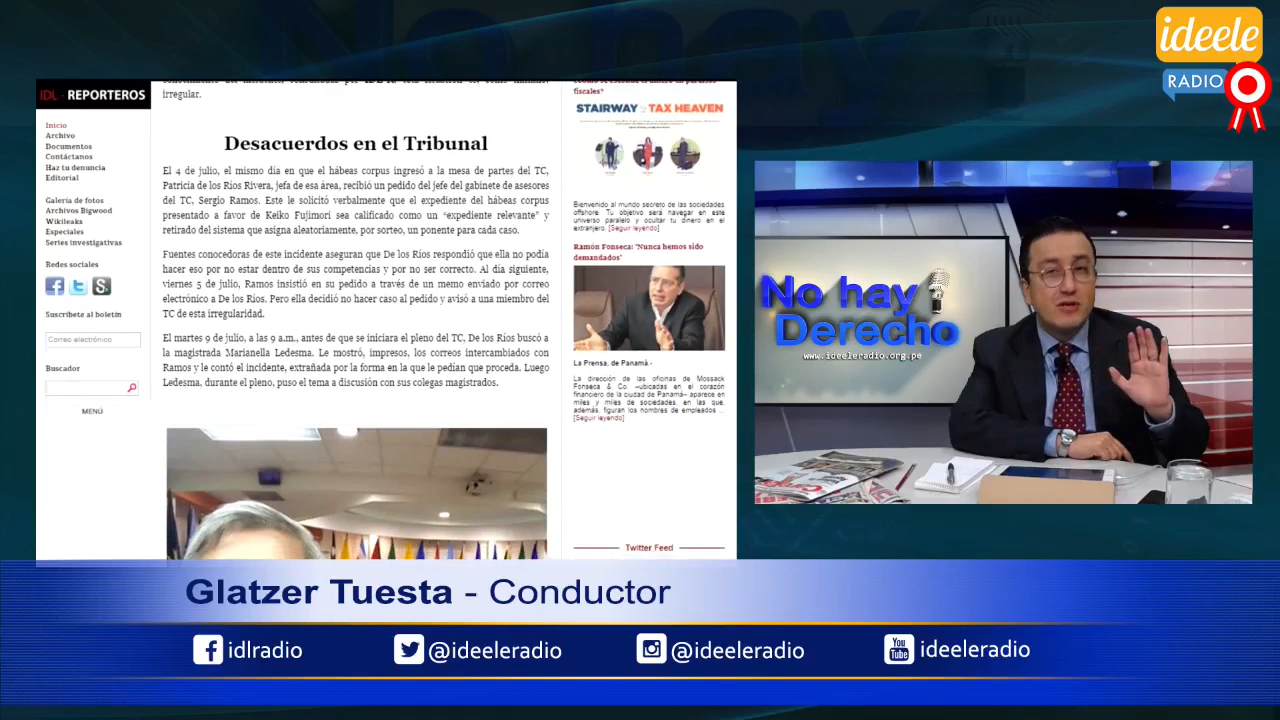 ideele
RADIO
IDL - REPORTEROS
Inicio
Archivo
Documentos
Contáctanos
Haz tu denuncia
Editorial
Galería de fotos
Archivos Bigwood
Wikileaks
Especiales
Series investigativas
Redes sociales
Suscríbete al boletín
Correo electrónico
Buscador
MENÚ
irregular.
Desacuerdos en el Tribunal
El 4 de julio, el mismo día en que el hábeas corpus ingresó a la mesa de partes del TC,
Patricia de los Ríos Rivera, jefa de esa área, recibió un pedido del jefe del gabinete de asesores
del TC, Sergio Ramos. Este le solicitó verbalmente que el expediente del hábeas corpus
presentado a favor de Keiko Fujimori sea calificado como un “expediente relevante” y
retirado del sistema que asigna aleatoriamente, por sorteo, un ponente para cada caso.
Fuentes conocedoras de este incidente aseguran que De los Ríos respondió que ella no podía
hacer eso por no estar dentro de sus competencias y por no ser correcto. Al día siguiente,
viernes 5 de julio, Ramos insistió en su pedido a través de un memo enviado por correo
electrónico a De los Ríos. Pero ella decidió no hacer caso al pedido y avisó a una miembro del
TC de esta irregularidad.
El martes 9 de julio, a las 9 a.m., antes de que se iniciara el pleno del TC, De los Ríos buscó a
la magistrada Marianella Ledesma. Le mostró, impresos, los correos intercambiados con
Ramos y le contó el incidente, extrañada por la forma en la que le pedían que proceda. Luego
Ledesma, durante el pleno, puso el tema a discusión con sus colegas magistrados.
fiscales?
STAIRWAY TAX HEAVEN
Bienvenido al mundo secreto de las sociedades
offshore. Tu objetivo será navegar en este
universo paralelo y ocultar tu dinero en el
extranjero. [Seguir leyendo]
Ramón Fonseca: 'Nunca hemos sido
demandados'
La Prensa, de Panamá -
La dirección de las oficinas de Mossack
Fonseca & Co. –ubicadas en el corazón
financiero de la ciudad de Panamá– aparece en
miles y miles de sociedades, en las que,
además, figuran los nombres de empleados ...
[Seguir leyendo]
Twitter Feed
No hay
Derecho
www.ideeleradio.org.pe
Glatzer Tuesta - Conductor
idlradio
@ideeleradio
@ideeleradio
You
Tube
ideeleradio